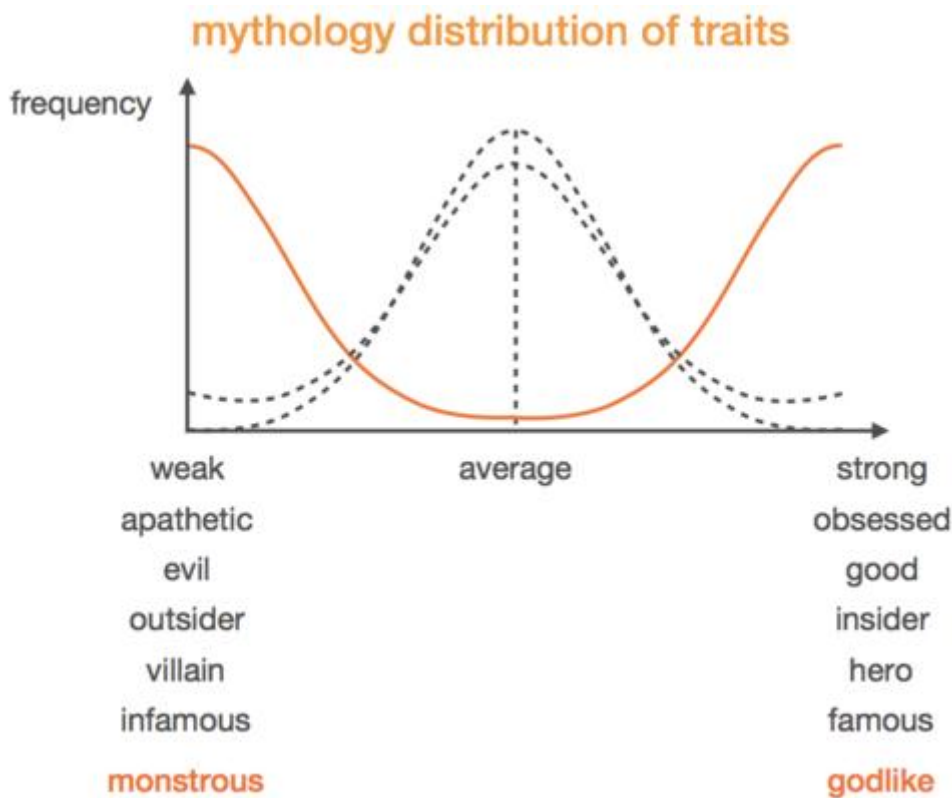 mythology distribution of traits
frequency
weak average strong
apathetic obsessed
evil good
outsider insider
villain hero
infamous famous
monstrous godlike